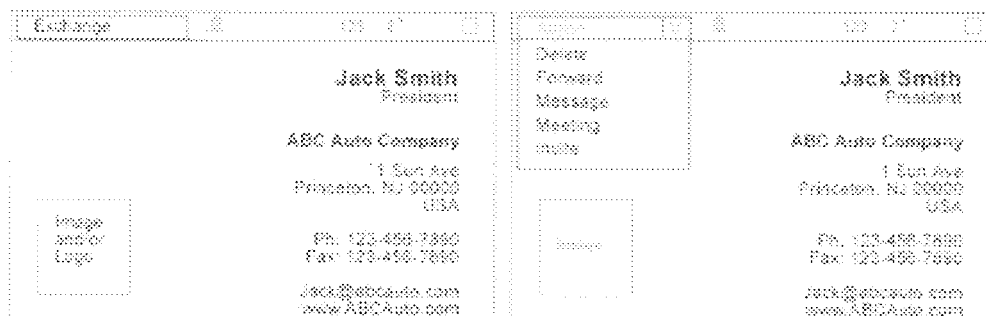 Exchange
Jack Smith
President
ABC Auto Company
1 Sun Ave
Princeton, NJ 00000
USA
Image
and/or
Logo
Ph: 123-456-7890
Fax: 123-456-7890
Jack@abcauto.com
www.ABCAuto.com
Action
Delete
Forward
Message
Meeting
Invite
Jack Smith
President
ABC Auto Company
1 Sun Ave
Princeton, NJ 00000
USA
Image
Ph: 123-456-7890
Fax: 123-456-7890
Jack@abcauto.com
www.ABCAuto.com